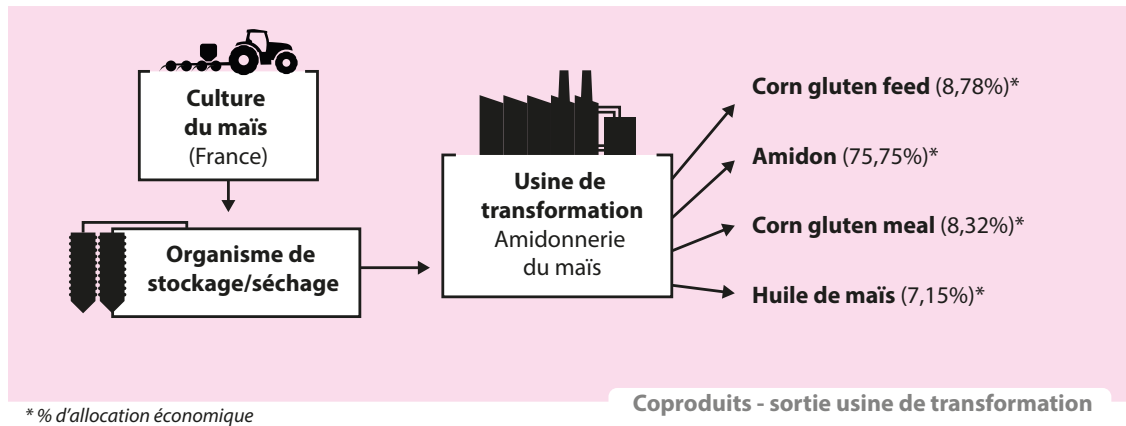 Culture
du maïs
(France)
Organisme de
stockage/séchage
Usine de
transformation
Amidonnerie
du maïs
Corn gluten feed (8,78%)*
Amidon (75,75%)*
Corn gluten meal (8,32%)*
Huile de maïs (7,15%)*
Coproduits - sortie usine de transformation
* % d'allocation économique